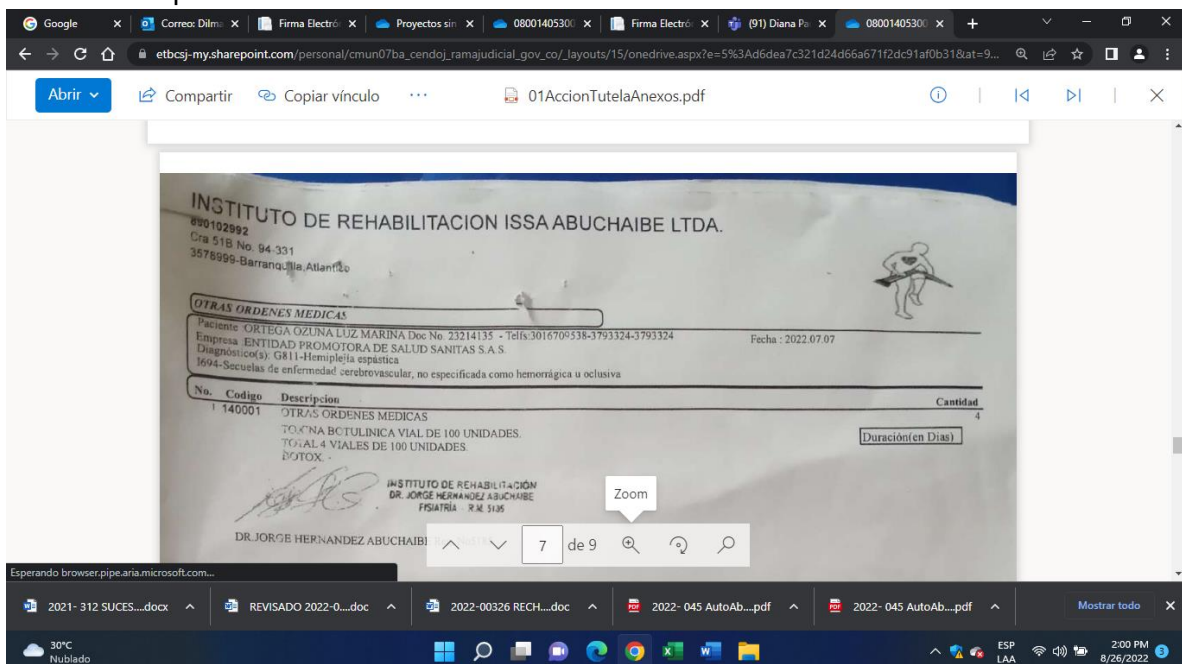 Google
Correo: Dilma
Firma Electró
Proyectos sin
08001405300
Firma Electró
(91) Diana Pa
08001405300
etbcsj-my.sharepoint.com/personal/cmun07ba_cendoj_ramajudicial_gov_co/_layouts/15/onedrive.aspx?e=5%3Ad6dea7c321d24d66a671f2dc91af0b31&at=9...
Abrir
Compartir
Copiar vínculo
01AccionTutelaAnexos.pdf
INSTITUTO DE REHABILITACION ISSA ABUCHAIBE LTDA.
890102992
Cra 51B No. 94-331
3578999-Barranquilla,Atlantico
OTRAS ORDENES MEDICAS
Paciente :ORTEGA OZUNA LUZ MARINA Doc No. 23214135 - Telfs:3016709538-3793324-3793324 Fecha : 2022.07.07
Empresa :ENTIDAD PROMOTORA DE SALUD SANITAS S.A.S.
Diagnóstico(s): G811-Hemiplejía espástica
I694-Secuelas de enfermedad cerebrovascular, no especificada como hemorrágica u oclusiva
No. Codigo Descripcion Cantidad
1 140001 OTRAS ORDENES MEDICAS 4
TOXINA BOTULINICA VIAL DE 100 UNIDADES.
Duración(en Dias)
TOTAL 4 VIALES DE 100 UNIDADES.
BOTOX. -
INSTITUTO DE REHABILITACIÓN
DR. JORGE HERNANDEZ ABUCHAIBE
FISIATRÍA - R.M. 5135
Zoom
DR.JORGE HERNANDEZ ABUCHAIBE
7 de 9
Esperando browser.pipe.aria.microsoft.com...
2021- 312 SUCES....docx
REVISADO 2022-0....doc
2022-00326 RECH....doc
2022- 045 AutoAb....pdf
2022- 045 AutoAb....pdf
Mostrar todo
30°C
Nublado
ESP
LAA
2:00 PM
8/26/2022
3